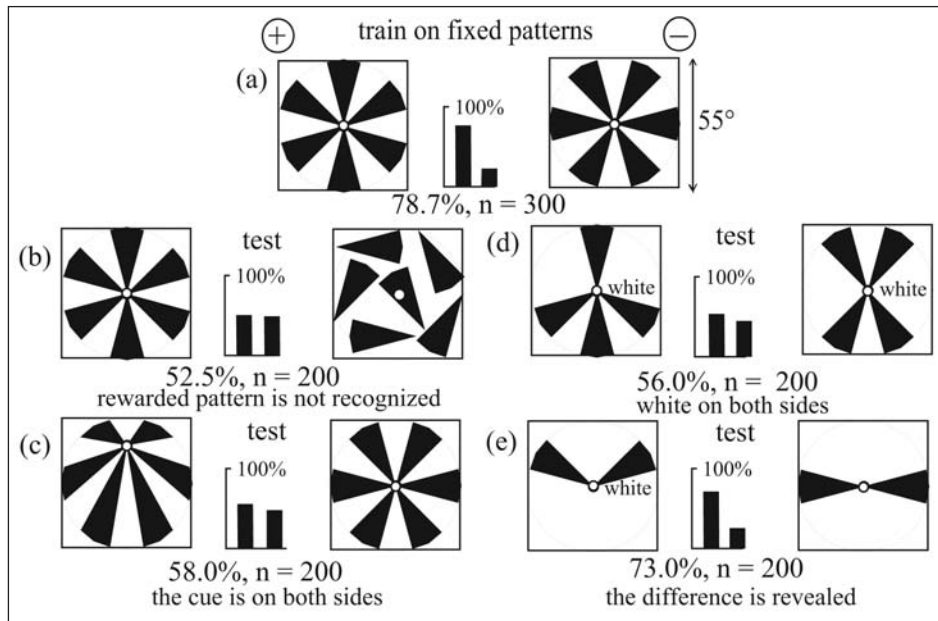 train on fixed patterns
+
−
(a)
100%
55°
78.7%, n = 300
(b)
test
100%
52.5%, n = 200
rewarded pattern is not recognized
(d)
test
white
100%
white
56.0%, n = 200
white on both sides
(c)
test
100%
58.0%, n = 200
the cue is on both sides
(e)
test
white
100%
73.0%, n = 200
the difference is revealed